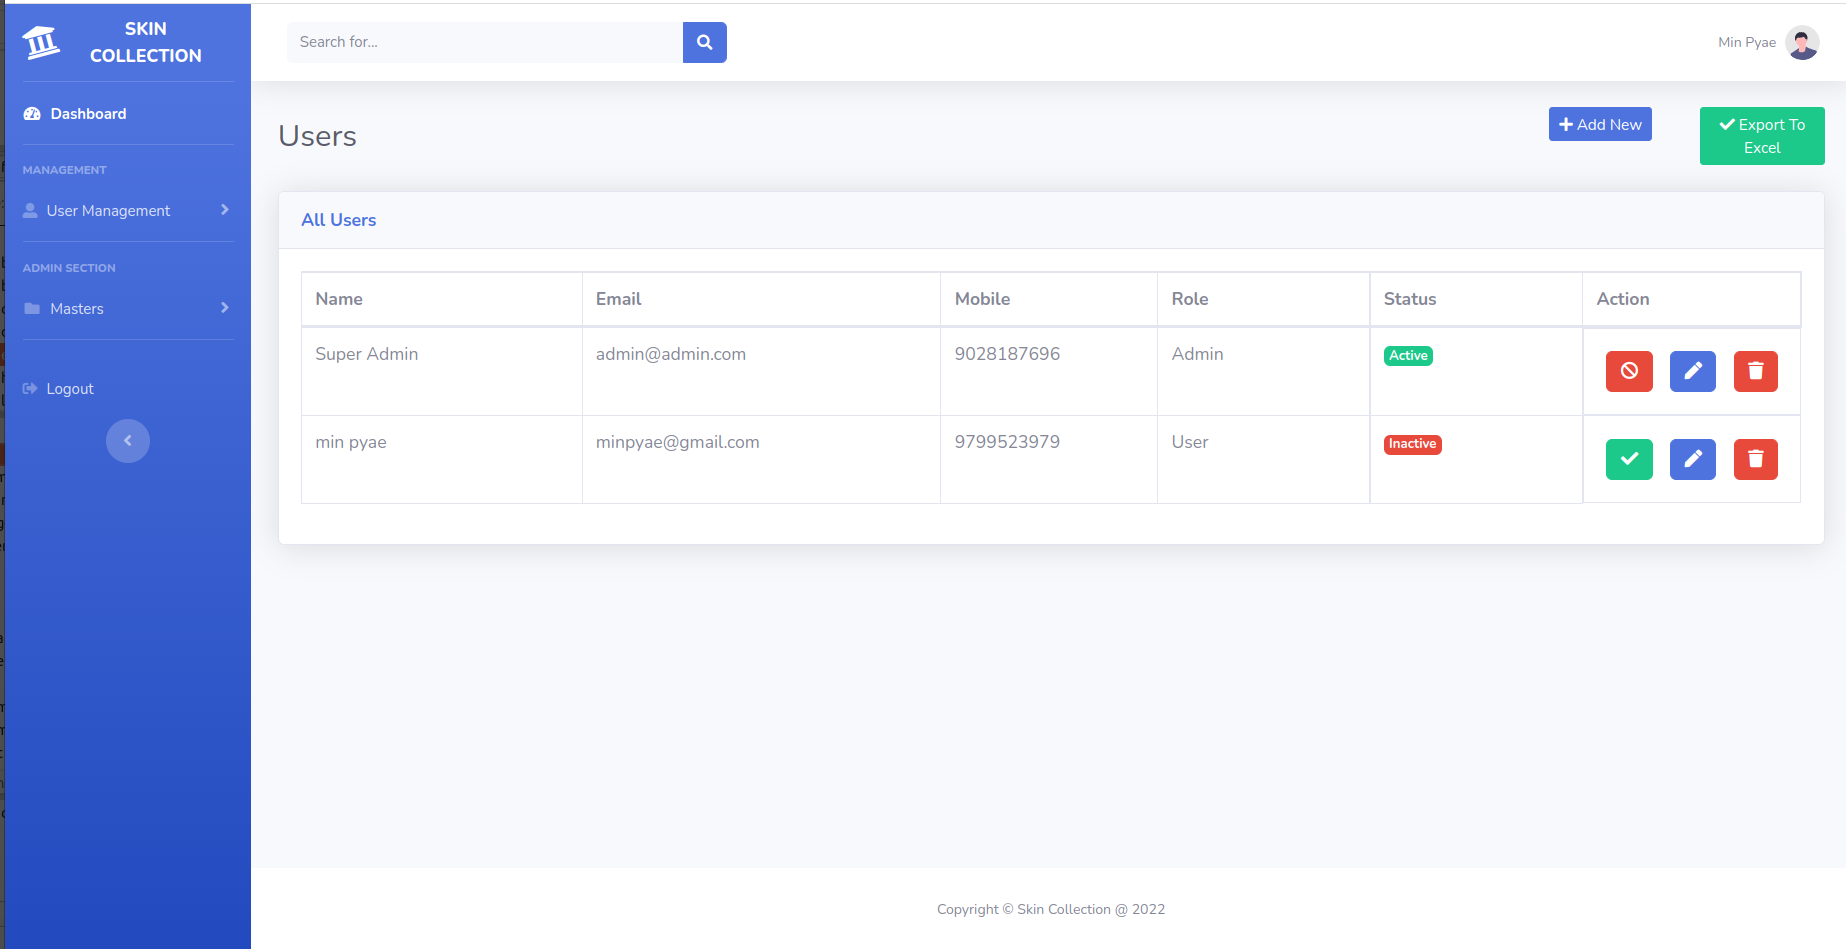 SKIN
COLLECTION
Search for...
Min Pyae
Dashboard
Users
Add New
Export To
Excel
MANAGEMENT
User Management
All Users
ADMIN SECTION
Masters
Logout
Name Email Mobile Role Status Action
Super Admin admin@admin.com 9028187696 Admin Active
min pyae minpyae@gmail.com 9799523979 User Inactive
Copyright © Skin Collection @ 2022